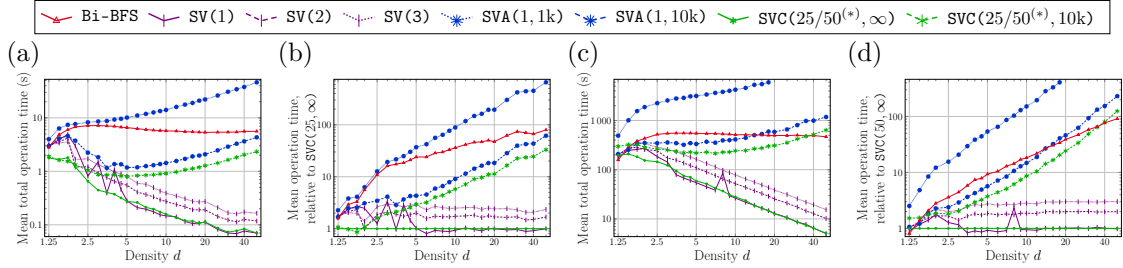 Bi-BFS SV(1) SV(2) SV(3) SVA(1, 1k) SVA(1, 10k) SVC(25/50(*), ∞) SVC(25/50(*), 10k)
(a)
Mean total operation time (s)
10
1
0.1
1.25 2.5 5 10 20 40
Density d
(b)
Mean operation time,
relative to SVC(25, ∞)
100
10
1
1.25 2.5 5 10 20 40
Density d
(c)
Mean total operation time (s)
1000
100
10
1.25 2.5 5 10 20 40
Density d
(d)
Mean operation time,
relative to SVC(50, ∞)
100
10
1
1.25 2.5 5 10 20 40
Density d